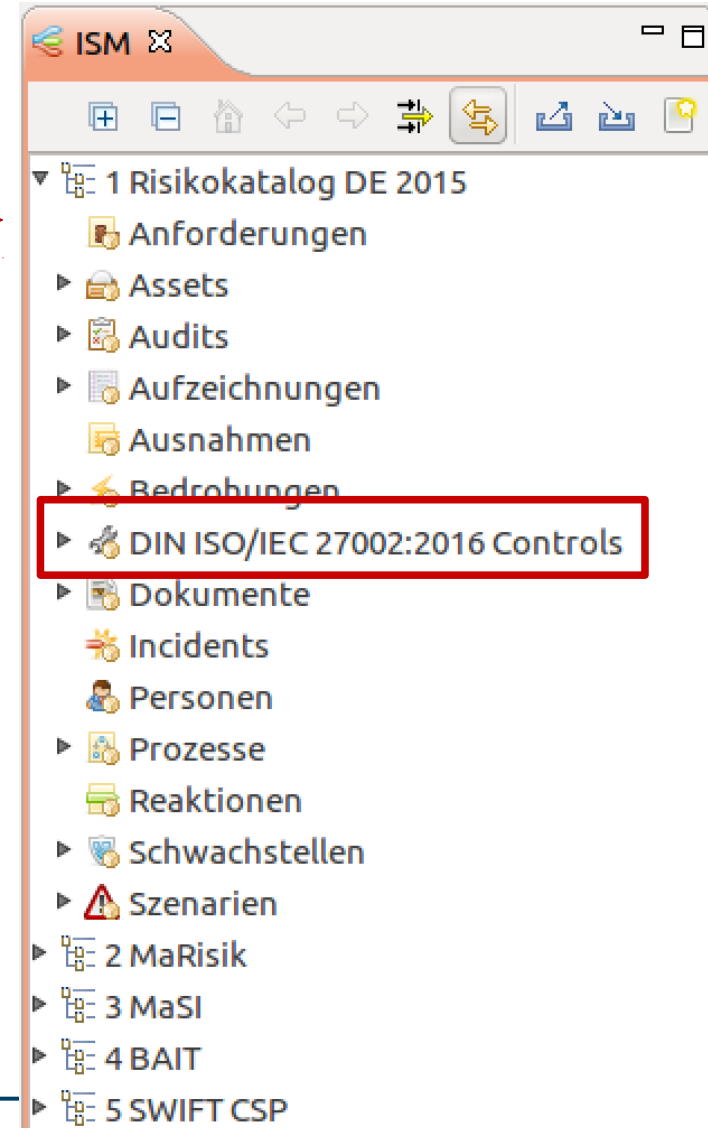 ISM
1 Risikokatalog DE 2015
Anforderungen
Assets
Audits
Aufzeichnungen
Ausnahmen
Bedrohungen
DIN ISO/IEC 27002:2016 Controls
Dokumente
Incidents
Personen
Prozesse
Reaktionen
Schwachstellen
Szenarien
2 MaRisik
3 MaSI
4 BAIT
5 SWIFT CSP